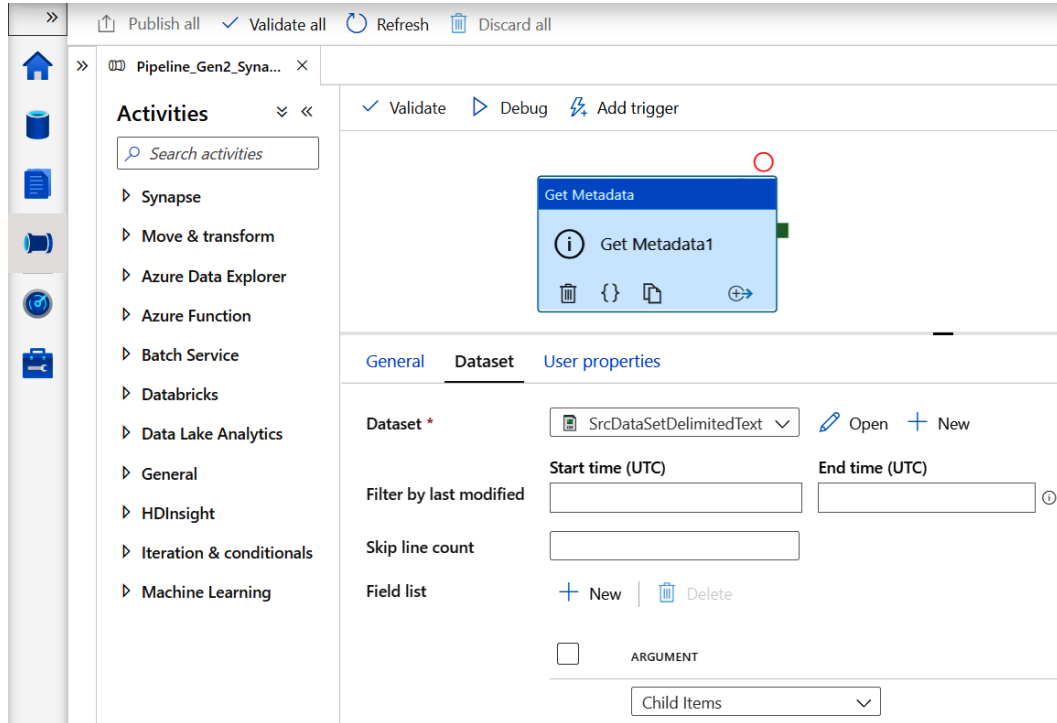 Publish all Validate all Refresh Discard all
Pipeline_Gen2_Syna...
Activities
Search activities
Synapse
Move & transform
Azure Data Explorer
Azure Function
Batch Service
Databricks
Data Lake Analytics
General
HDInsight
Iteration & conditionals
Machine Learning
Validate Debug Add trigger
Get Metadata
Get Metadata1
General Dataset User properties
Dataset * SrcDataSetDelimitedText Open New
Start time (UTC) End time (UTC)
Filter by last modified
Skip line count
Field list New Delete
ARGUMENT
Child Items